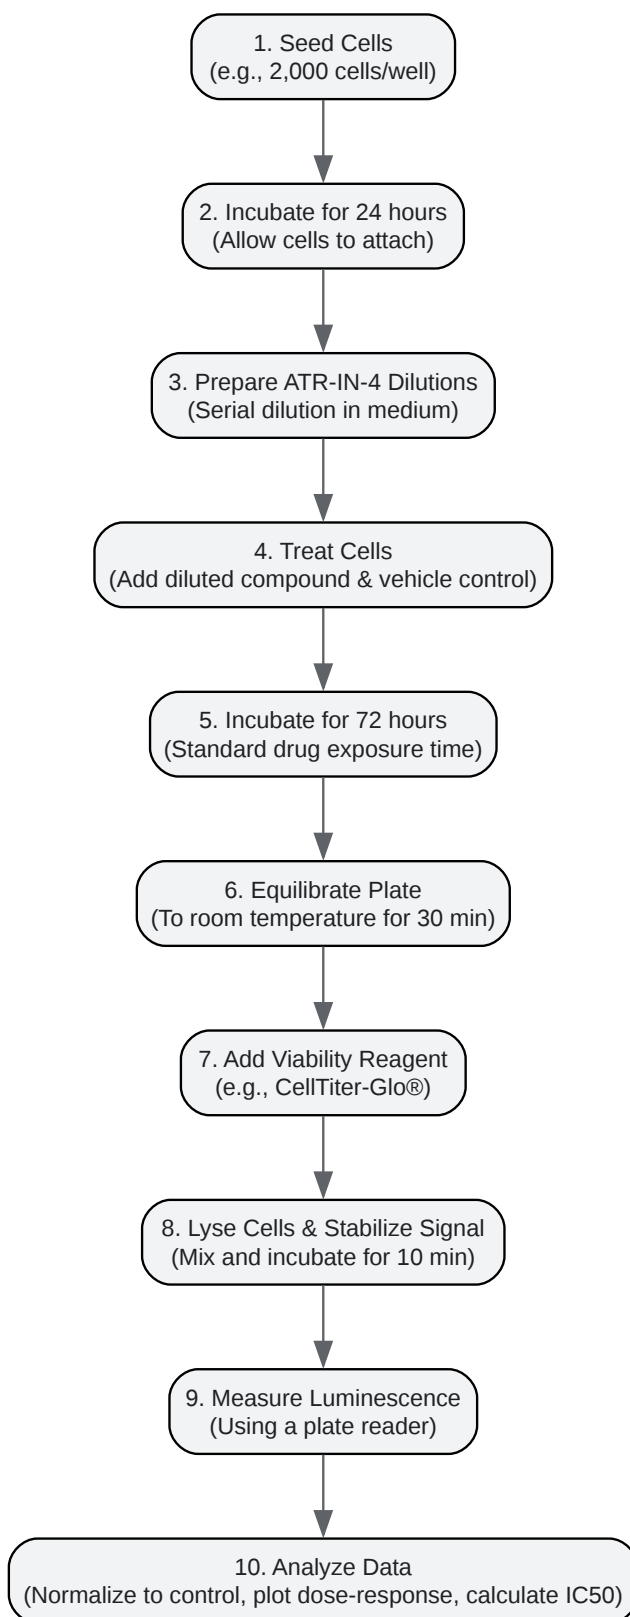 1. Seed Cells
(e.g., 2,000 cells/well)
2. Incubate for 24 hours
(Allow cells to attach)
3. Prepare ATR-IN-4 Dilutions
(Serial dilution in medium)
4. Treat Cells
(Add diluted compound & vehicle control)
5. Incubate for 72 hours
(Standard drug exposure time)
6. Equilibrate Plate
(To room temperature for 30 min)
7. Add Viability Reagent
(e.g., CellTiter-Glo®)
8. Lyse Cells & Stabilize Signal
(Mix and incubate for 10 min)
9. Measure Luminescence
(Using a plate reader)
10. Analyze Data
(Normalize to control, plot dose-response, calculate IC50)